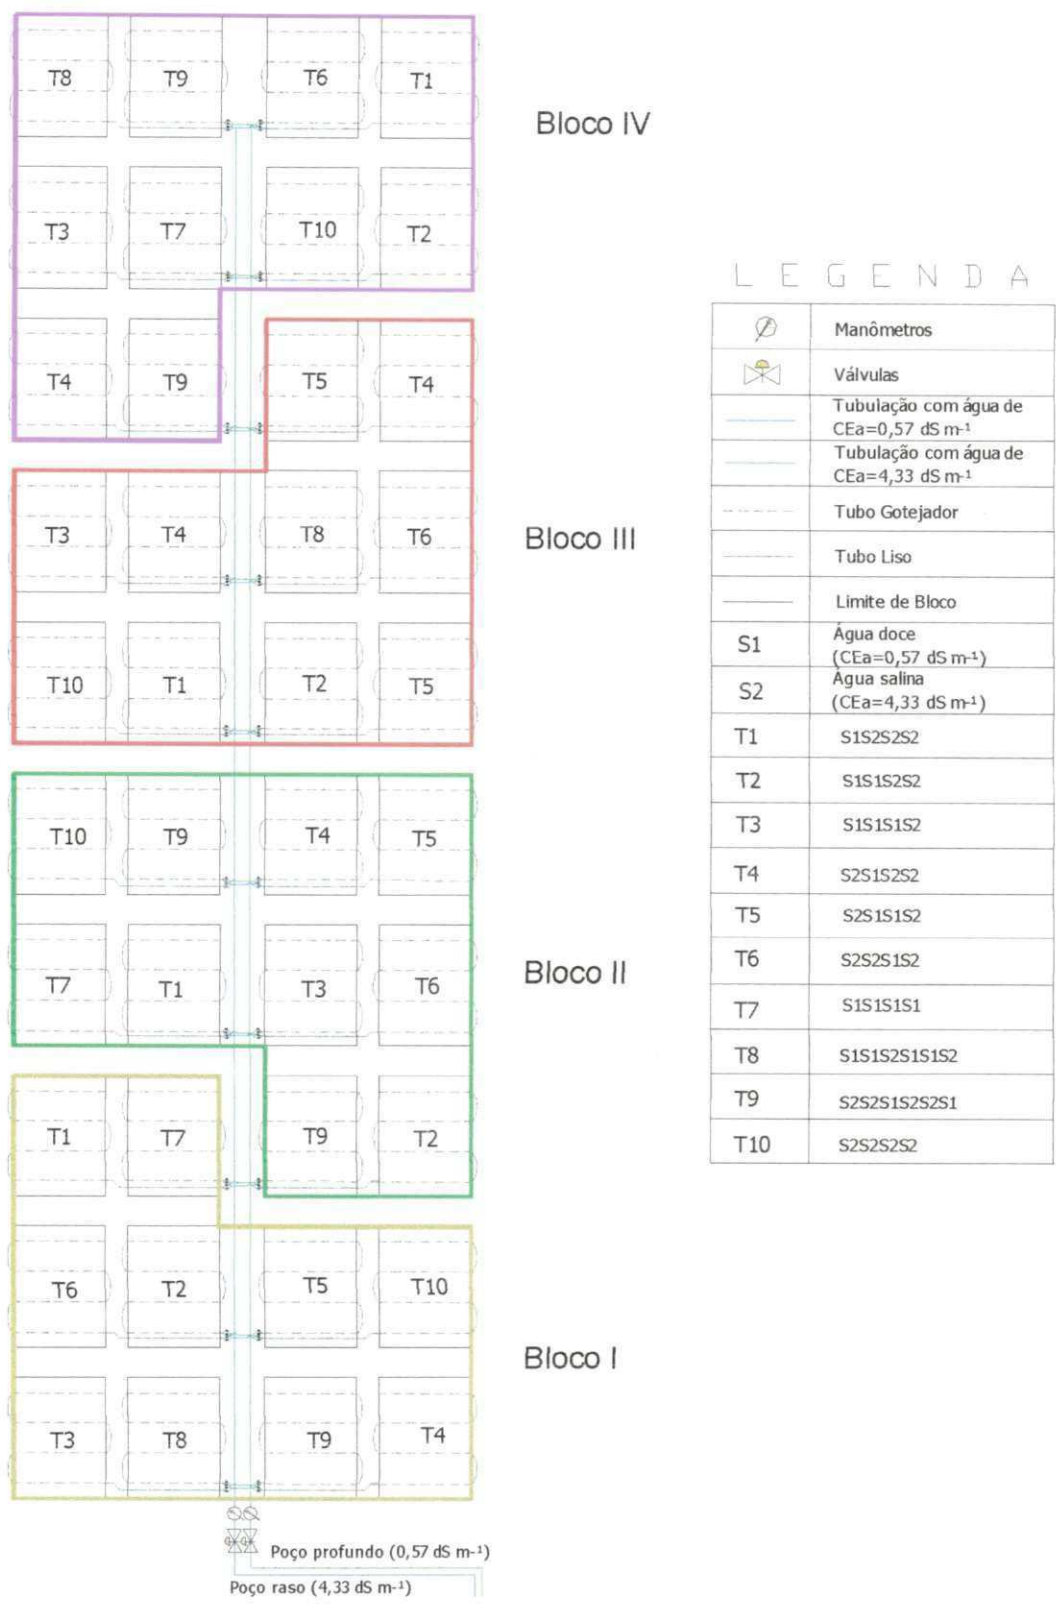 T8 T9 T6 T1
Bloco IV
T3 T7 T10 T2
T4 T9 T5 T4
T3 T4 T8 T6
Bloco III
T10 T1 T2 T5
T10 T9 T4 T5
T7 T1 T3 T6
Bloco II
T1 T7 T9 T2
T6 T2 T5 T10
Bloco I
T3 T8 T9 T4
Poço profundo (0,57 dS m-¹)
Poço raso (4,33 dS m-¹)
LEGENDA
Manômetros
Válvulas
Tubulação com água de
CEa=0,57 dS m-¹
Tubulação com água de
CEa=4,33 dS m-¹
Tubo Gotejador
Tubo Liso
Limite de Bloco
S1 Água doce
(CEa=0,57 dS m-¹)
S2 Água salina
(CEa=4,33 dS m-¹)
T1 S1S2S2S2
T2 S1S1S2S2
T3 S1S1S1S2
T4 S2S1S2S2
T5 S2S1S1S2
T6 S2S2S1S2
T7 S1S1S1S1
T8 S1S1S2S1S1S2
T9 S2S2S1S2S2S1
T10 S2S2S2S2